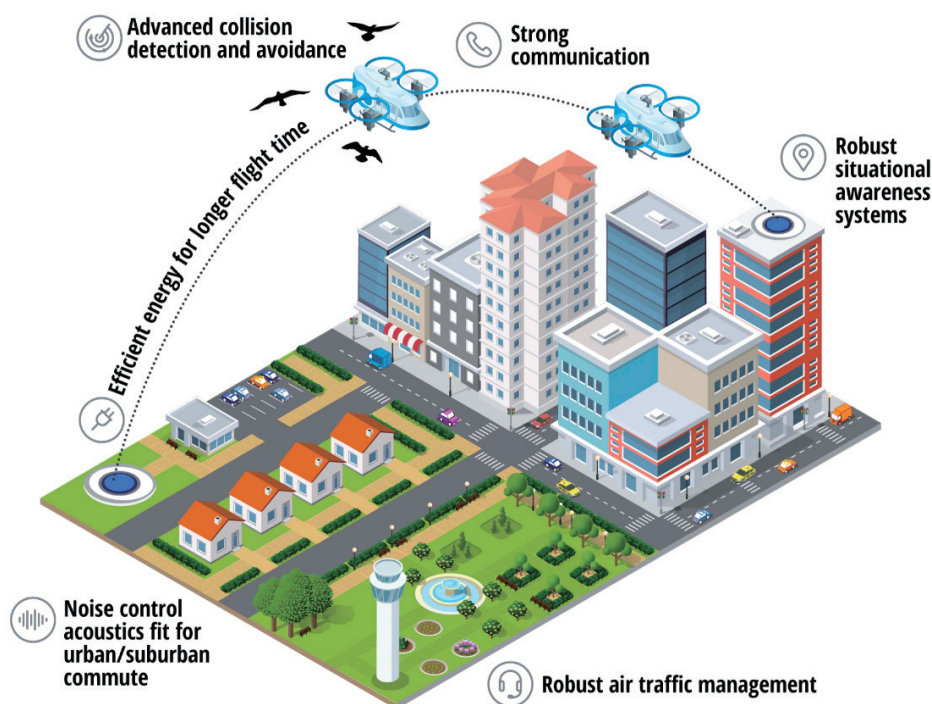 Advanced collision
detection and avoidance
Strong
communication
Robust
situational
awareness
systems
Efficient energy for longer flight time
Noise control
acoustics fit for
urban/suburban
commute
Robust air traffic management